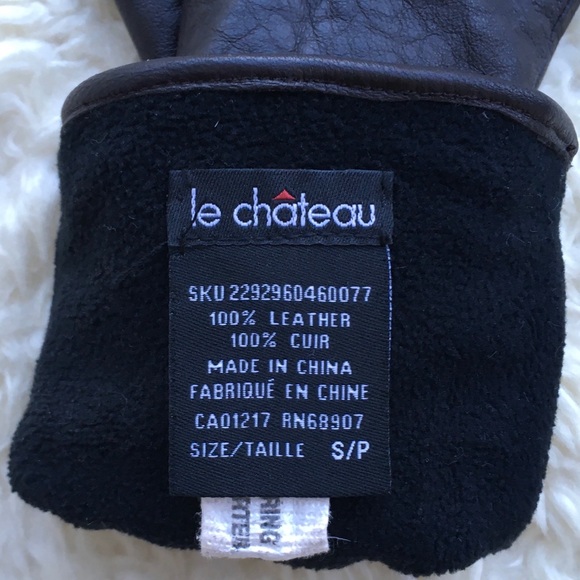 le château
SKU 2292960460077
100% LEATHER
100% CUIR
MADE IN CHINA
FABRIQUÉ EN CHINE
CA01217 RN68907
SIZE/TAILLE S/P